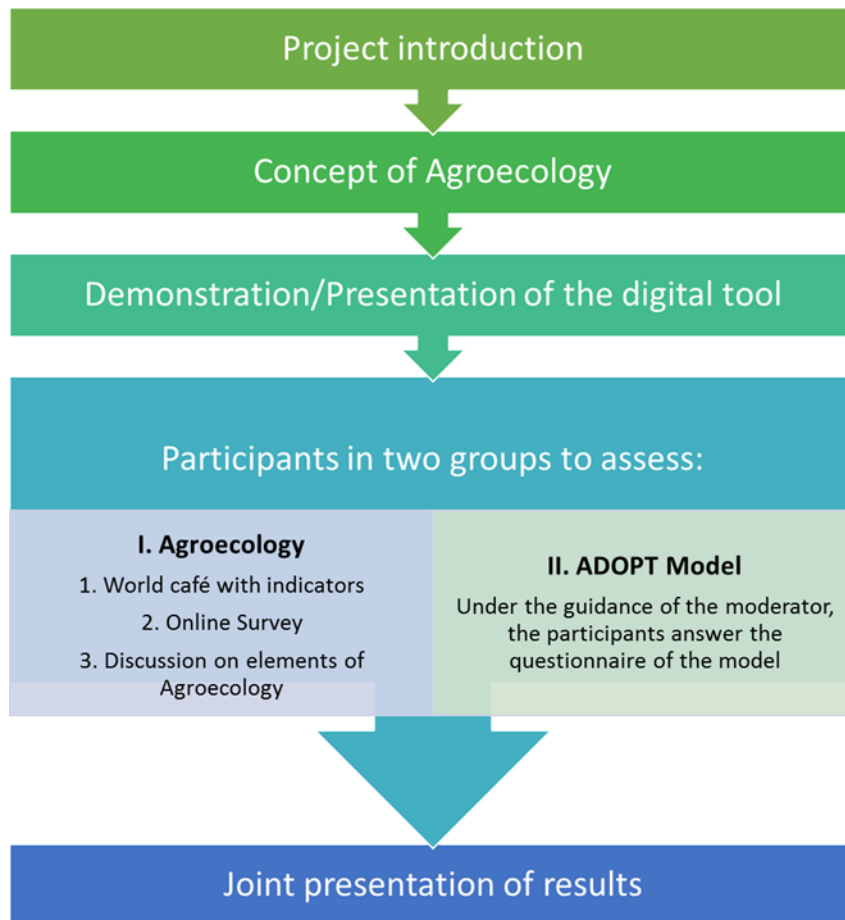 Project introduction
Concept of Agroecology
Demonstration/Presentation of the digital tool
Participants in two groups to assess:
I. Agroecology
1. World café with indicators
2. Online Survey
3. Discussion on elements of
Agroecology
II. ADOPT Model
Under the guidance of the moderator,
the participants answer the
questionnaire of the model
Joint presentation of results